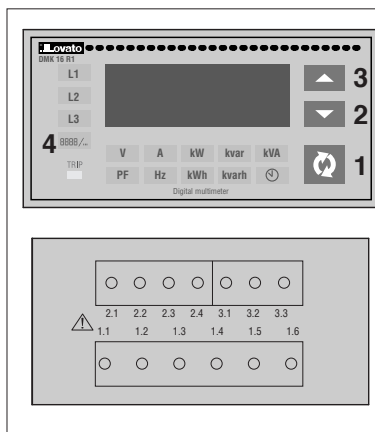 Lovato
DMK 16 R1
L1
3
L2
2
L3
4 8888/...
V A kW kvar kVA
TRIP
1
PF Hz kWh kvarh
Digital multimeter
2.1 2.2 2.3 2.4 3.1 3.2 3.3
1.1 1.2 1.3 1.4 1.5 1.6